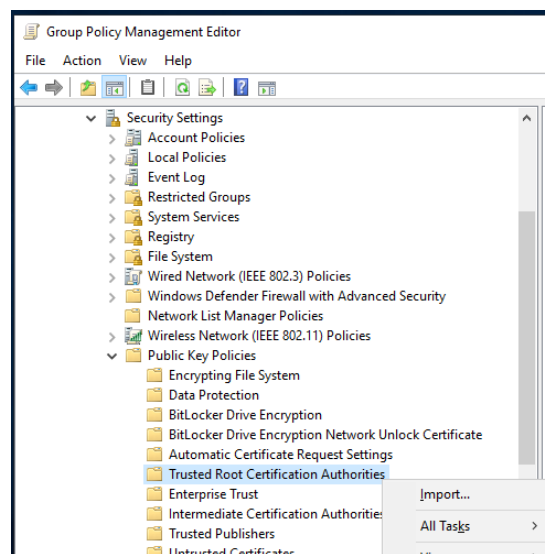 Group Policy Management Editor
File Action View Help
Security Settings
Account Policies
Local Policies
Event Log
Restricted Groups
System Services
Registry
File System
Wired Network (IEEE 802.3) Policies
Windows Defender Firewall with Advanced Security
Network List Manager Policies
Wireless Network (IEEE 802.11) Policies
Public Key Policies
Encrypting File System
Data Protection
BitLocker Drive Encryption
BitLocker Drive Encryption Network Unlock Certificate
Automatic Certificate Request Settings
Trusted Root Certification Authorities
Enterprise Trust
Import...
Intermediate Certification Authorities
All Tasks
Trusted Publishers
Untrusted Certificates